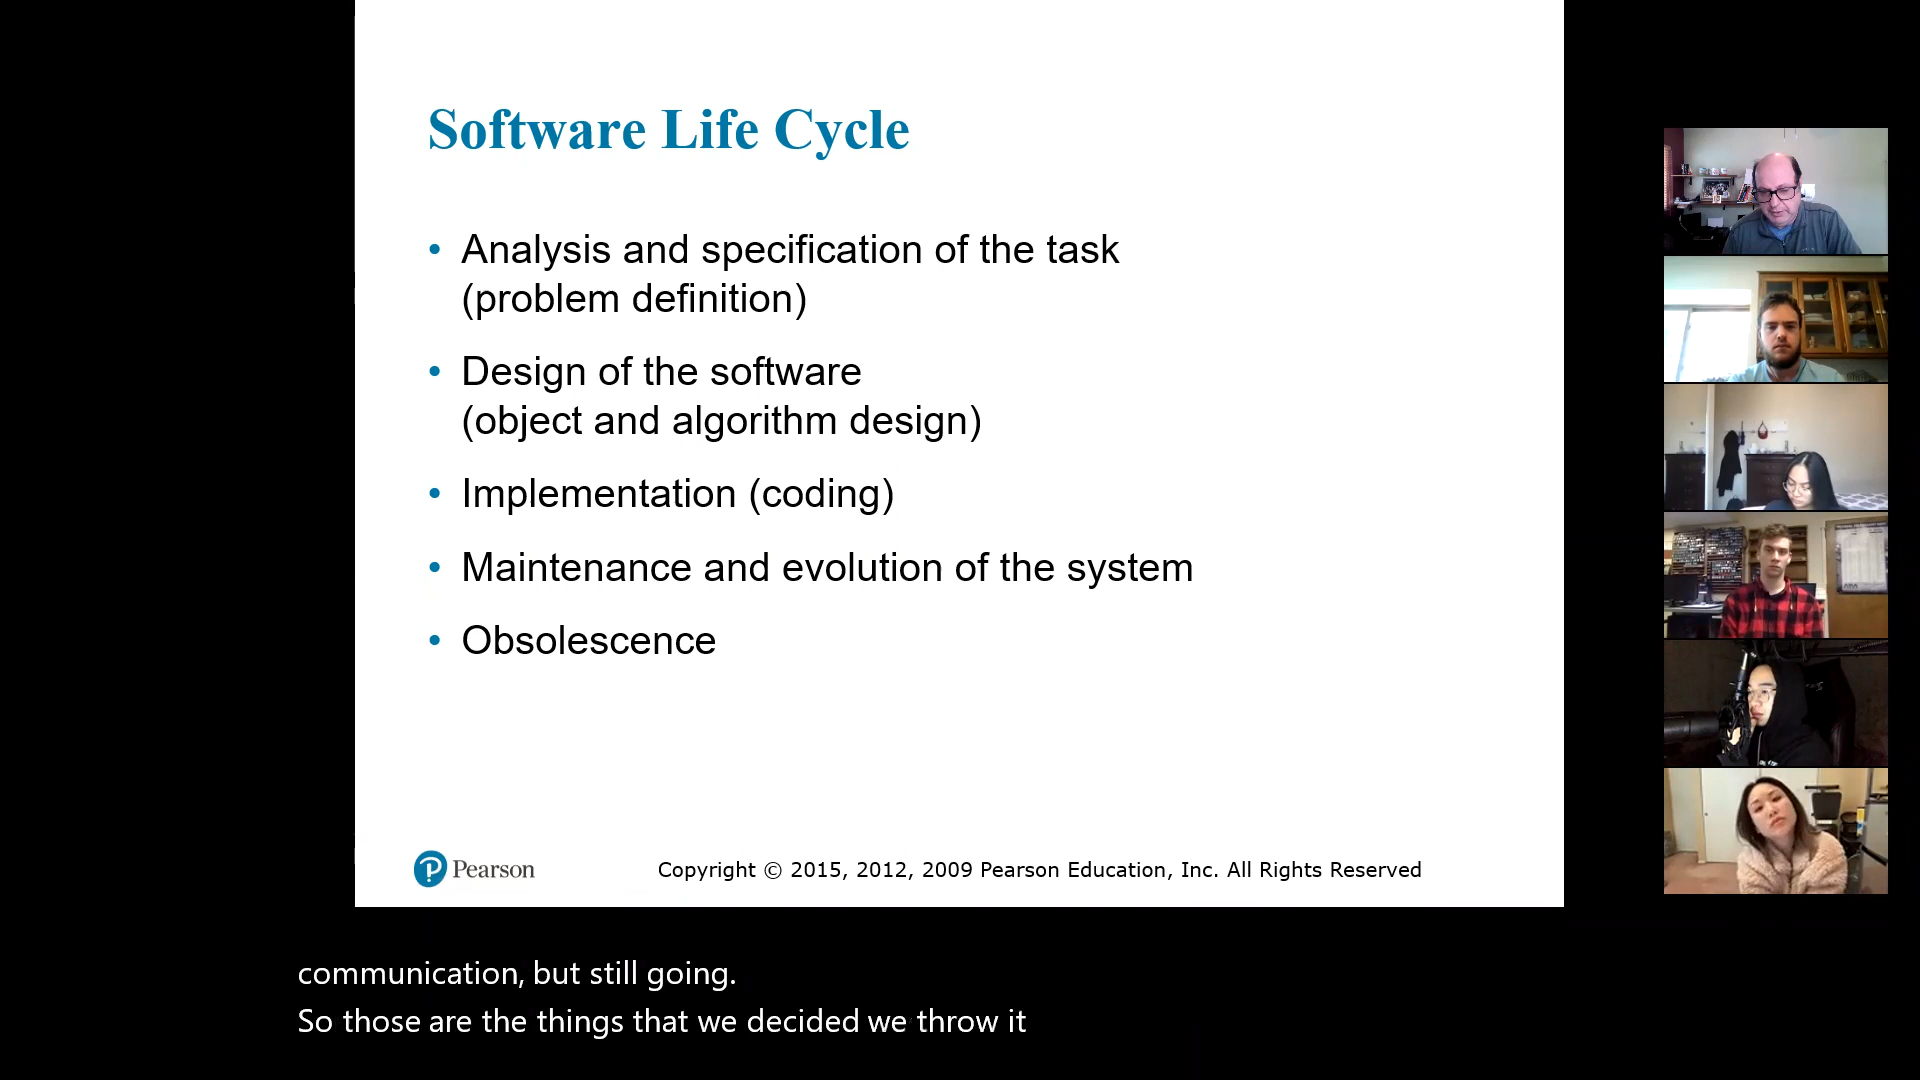 Software Life Cycle
• Analysis and specification of the task
(problem definition)
• Design of the software
(object and algorithm design)
• Implementation (coding)
• Maintenance and evolution of the system
• Obsolescence
Pearson
Copyright © 2015, 2012, 2009 Pearson Education, Inc. All Rights Reserved
communication, but still going.
So those are the things that we decided we throw it